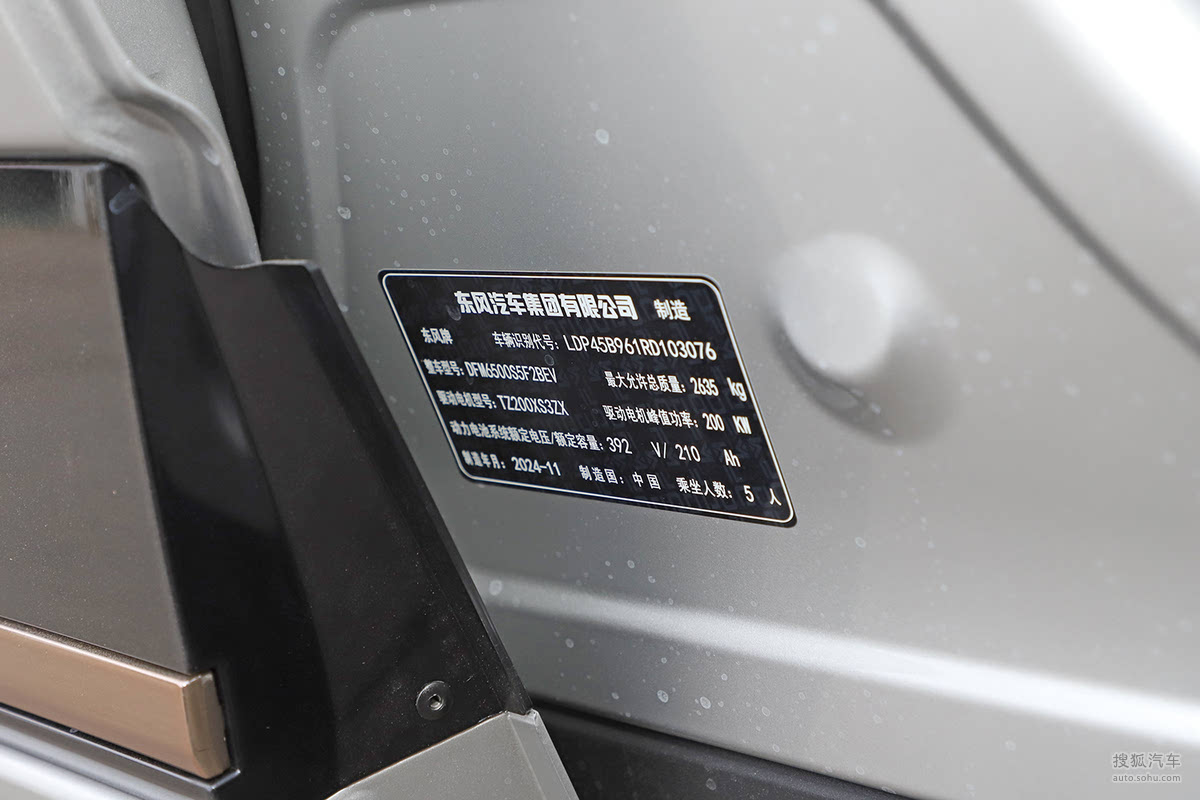 东风汽车集团有限公司 制造
东风牌 车辆识别代号: LDP45B961RD103076
整车型号: DFM6500S5F2BEV 最大允许总质量: 2635 kg
驱动电机型号: TZ200XS3ZX 驱动电机峰值功率: 200 KW
动力电池系统额定电压/额定容量: 392 V/ 210 Ah
制造年月: 2024-11 制造国: 中国 乘坐人数: 5 人
搜狐汽车
auto.sohu.com